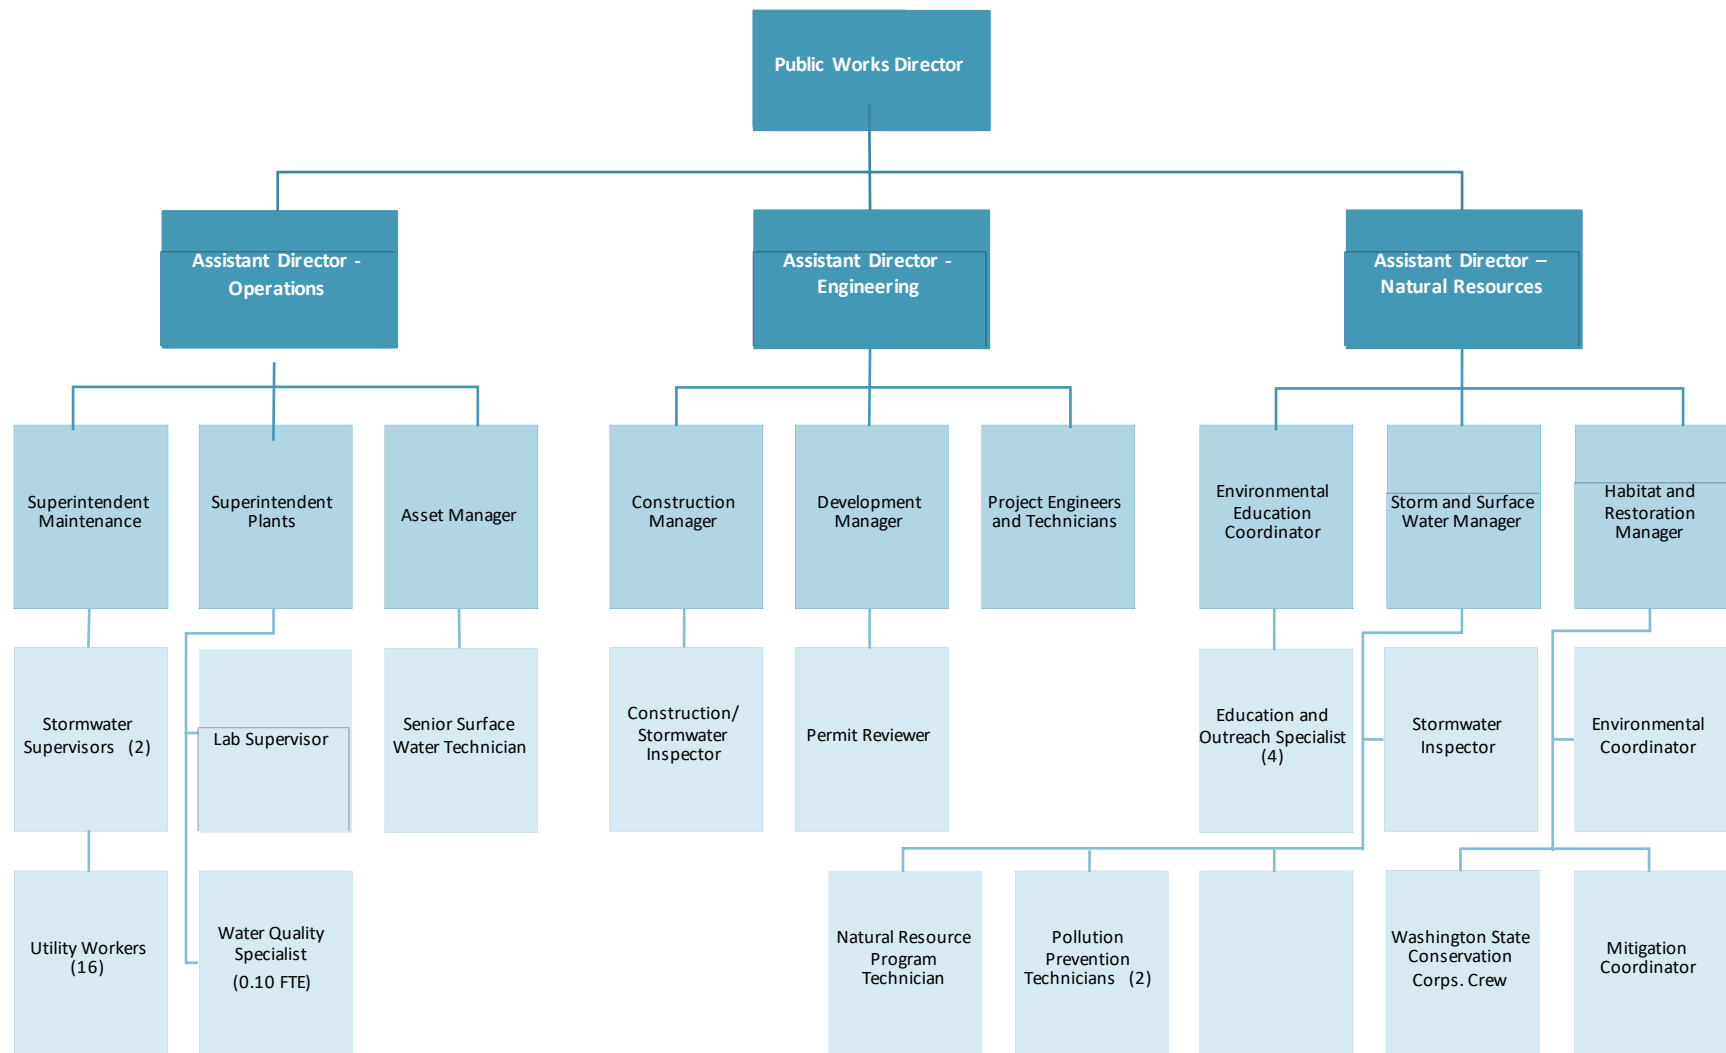 Public Works Director
Assistant Director -
Operations
Assistant Director -
Engineering
Assistant Director –
Natural Resources
Superintendent
Maintenance
Superintendent
Plants
Asset Manager
Construction
Manager
Development
Manager
Project Engineers
and Technicians
Environmental
Education
Coordinator
Storm and Surface
Water Manager
Habitat and
Restoration
Manager
Stormwater
Supervisors (2)
Lab Supervisor
Senior Surface
Water Technician
Construction/
Stormwater
Inspector
Permit Reviewer
Education and
Outreach Specialist
(4)
Stormwater
Inspector
Environmental
Coordinator
Utility Workers
(16)
Water Quality
Specialist
(0.10 FTE)
Natural Resource
Program
Technician
Pollution
Prevention
Technicians (2)
Washington State
Conservation
Corps. Crew
Mitigation
Coordinator